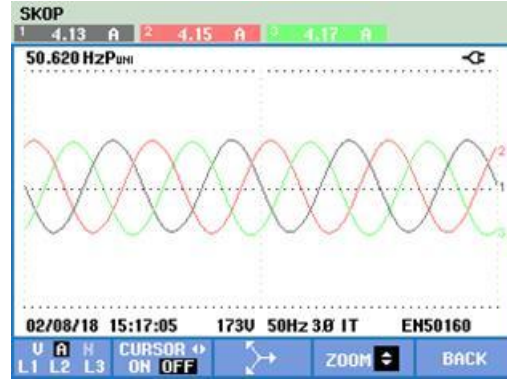 SKOP
1 4.13 A 2 4.15 A 3 4.17 A
50.620 HzPUNI
2
1
3
02/08/18 15:17:05 173V 50Hz 3Ø IT EN50160
V A N CURSOR ZOOM BACK
L1 L2 L3 ON OFF